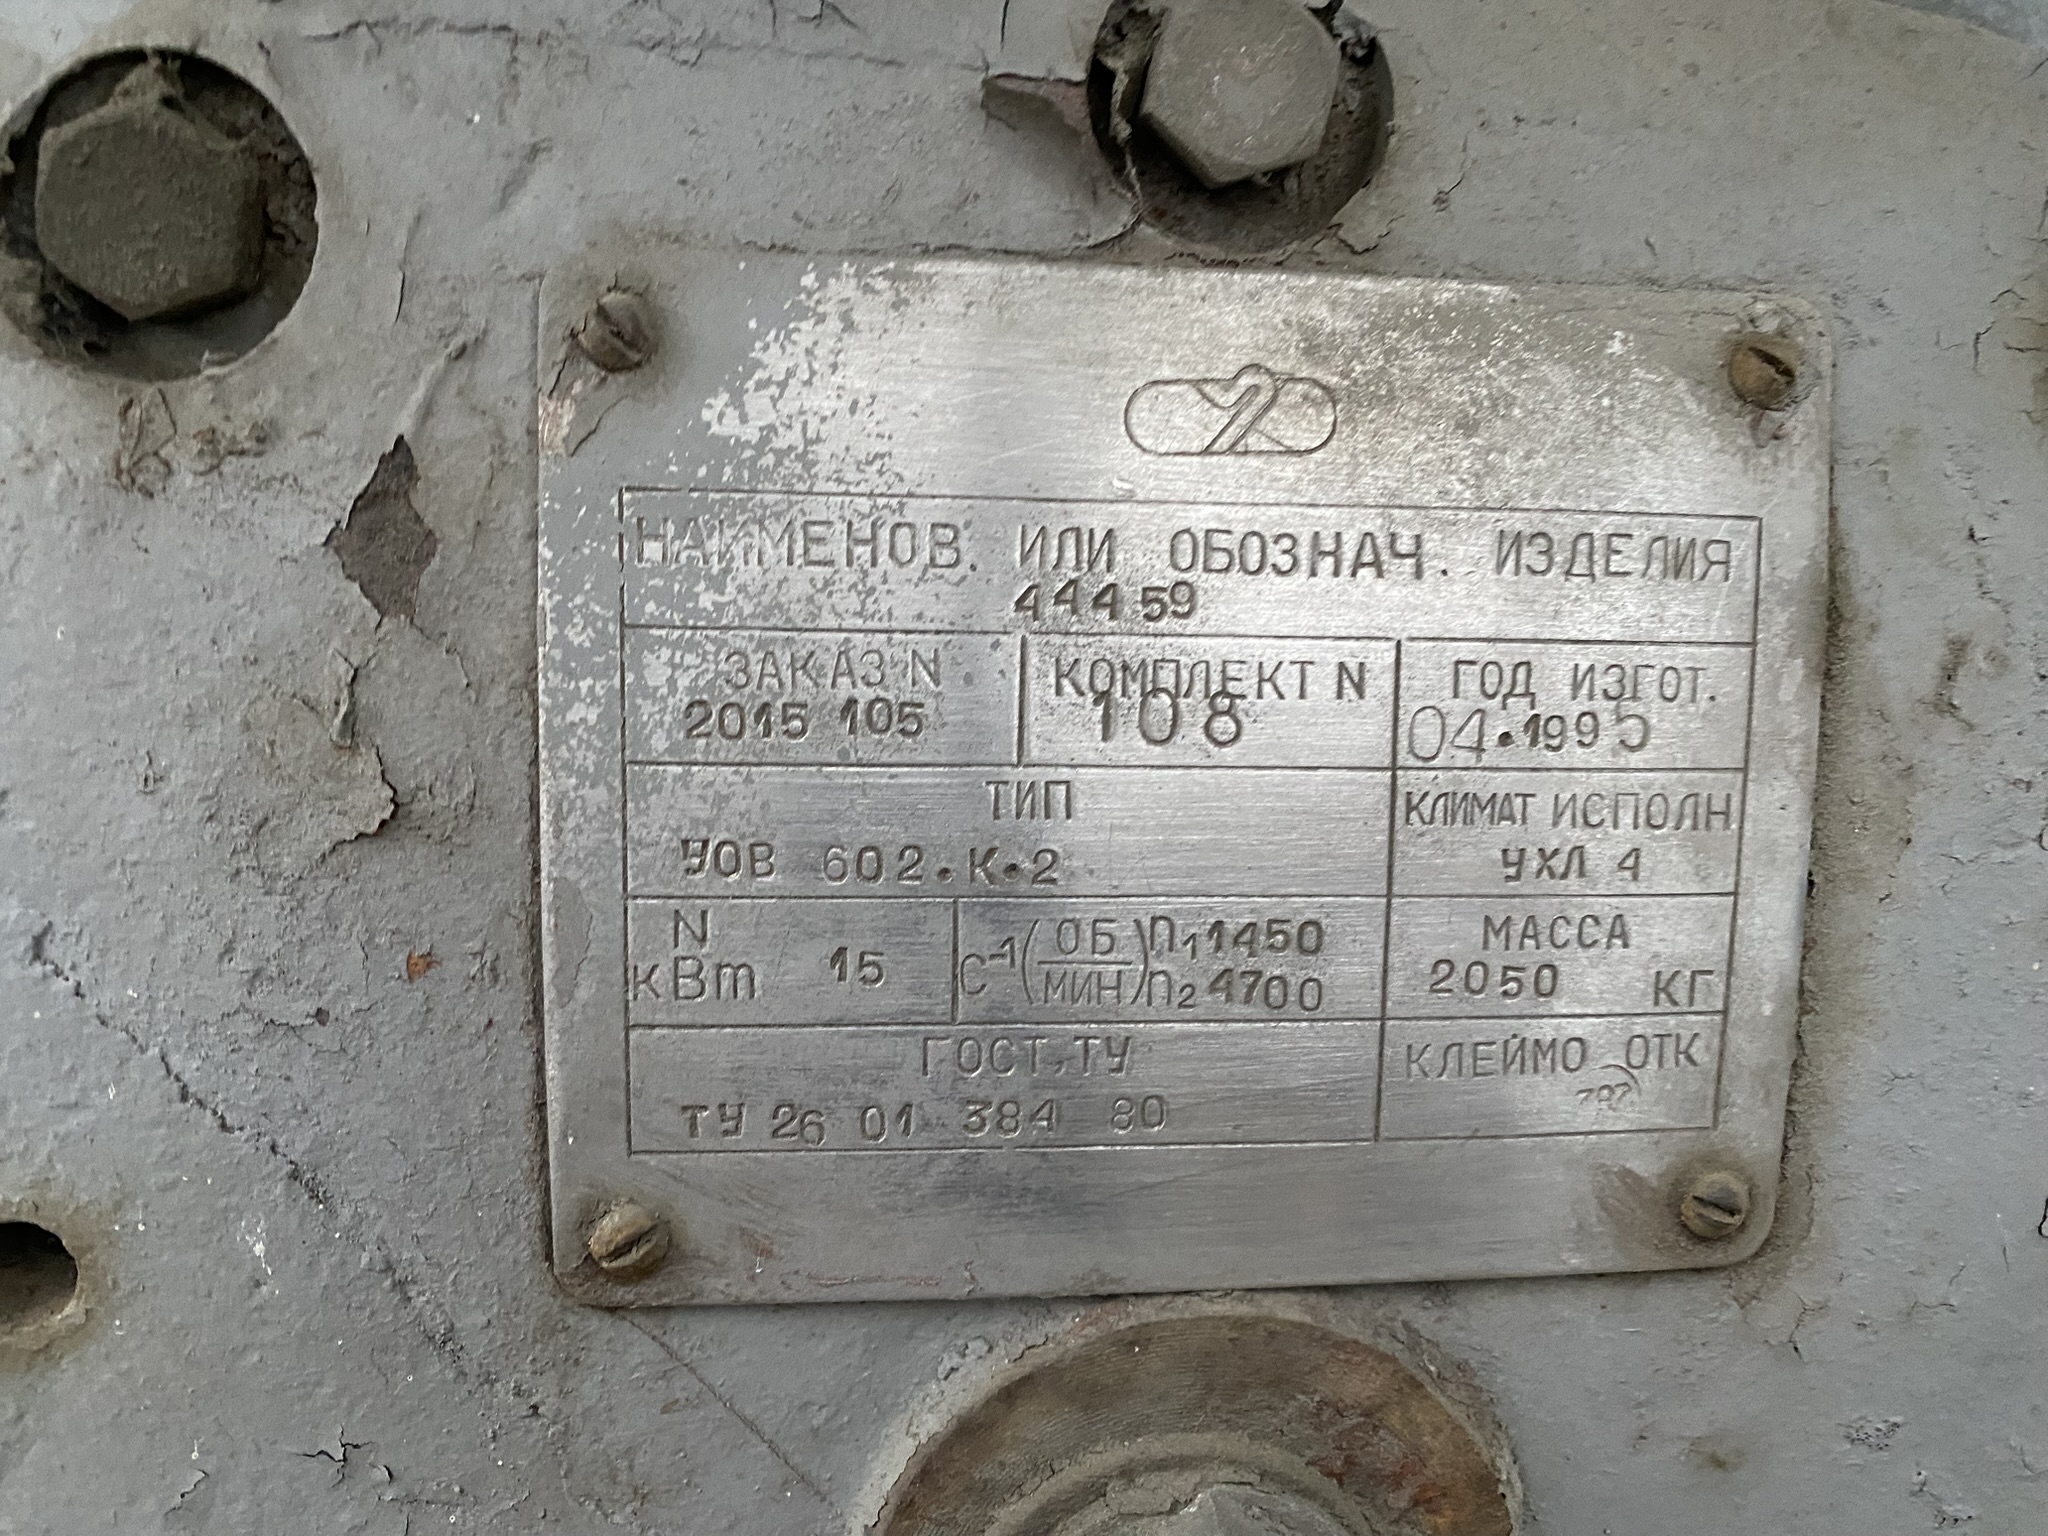 НАИМЕНОВ. ИЛИ ОБОЗНАЧ. ИЗДЕЛИЯ
44459
ЗАКАЗ N
2015 105
КОМПЛЕКТ N
108
ГОД ИЗГОТ.
04.1995
ТИП
УОВ 602.К.2
КЛИМАТ ИСПОЛН
УХЛ 4
N
кВт 15
С⁻¹(ОБ/МИН) n₁ 1450
n₂ 4700
МАССА
2050 КГ
ГОСТ, ТУ
ТУ 26 01 384 80
КЛЕЙМО ОТК